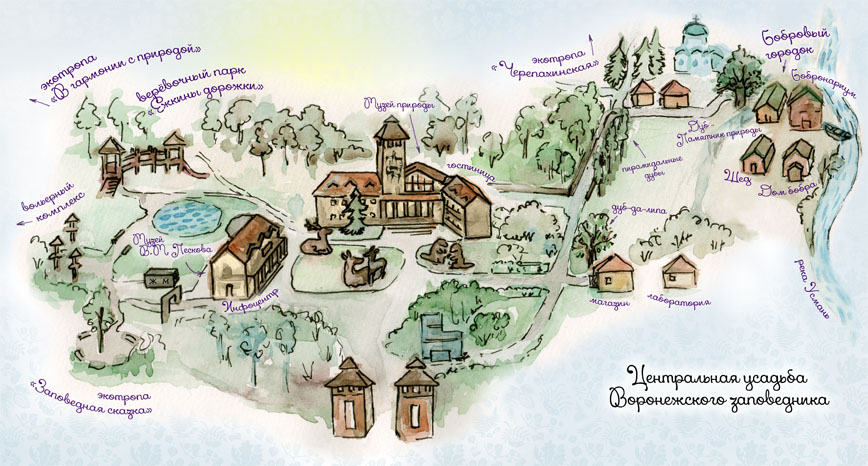 экотропа
«В гармонии с природой»
верёвочный парк
«Ёжкины дорожки»
Музей природы
гостиница
экотропа
«Черепахинская»
Бобровый
городок
Бобронариум
Дуб-
Памятник природы
пирамидальные
дубы
Шед
Дом бобра
дуб-да-липа
вольерный
комплекс
Музей
В.М. Пескова
Ж М
Инфоцентр
магазин
лаборатория
река Усмань
экотропа
«Заповедная сказка»
Центральная усадьба
Воронежского заповедника